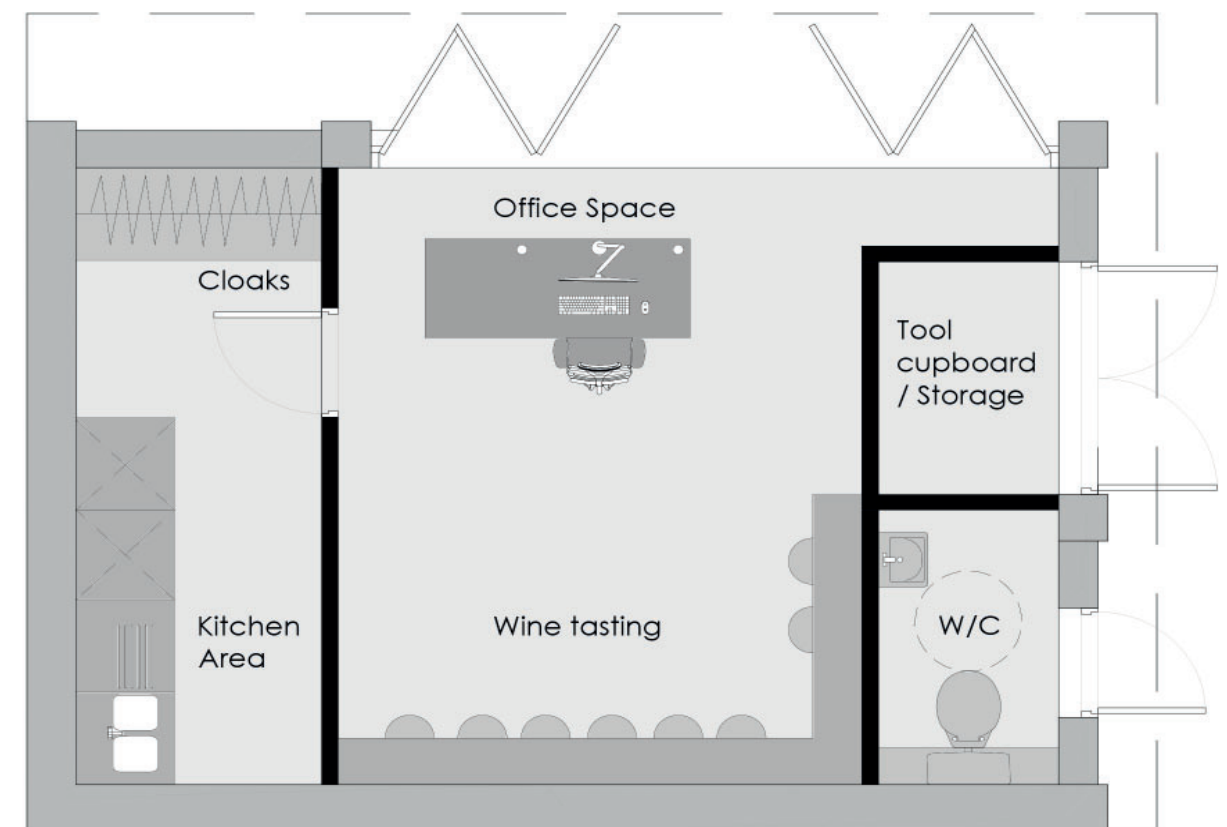 Office Space
Cloaks
Tool
cupboard
/ Storage
Kitchen
Area
Wine tasting
W/C